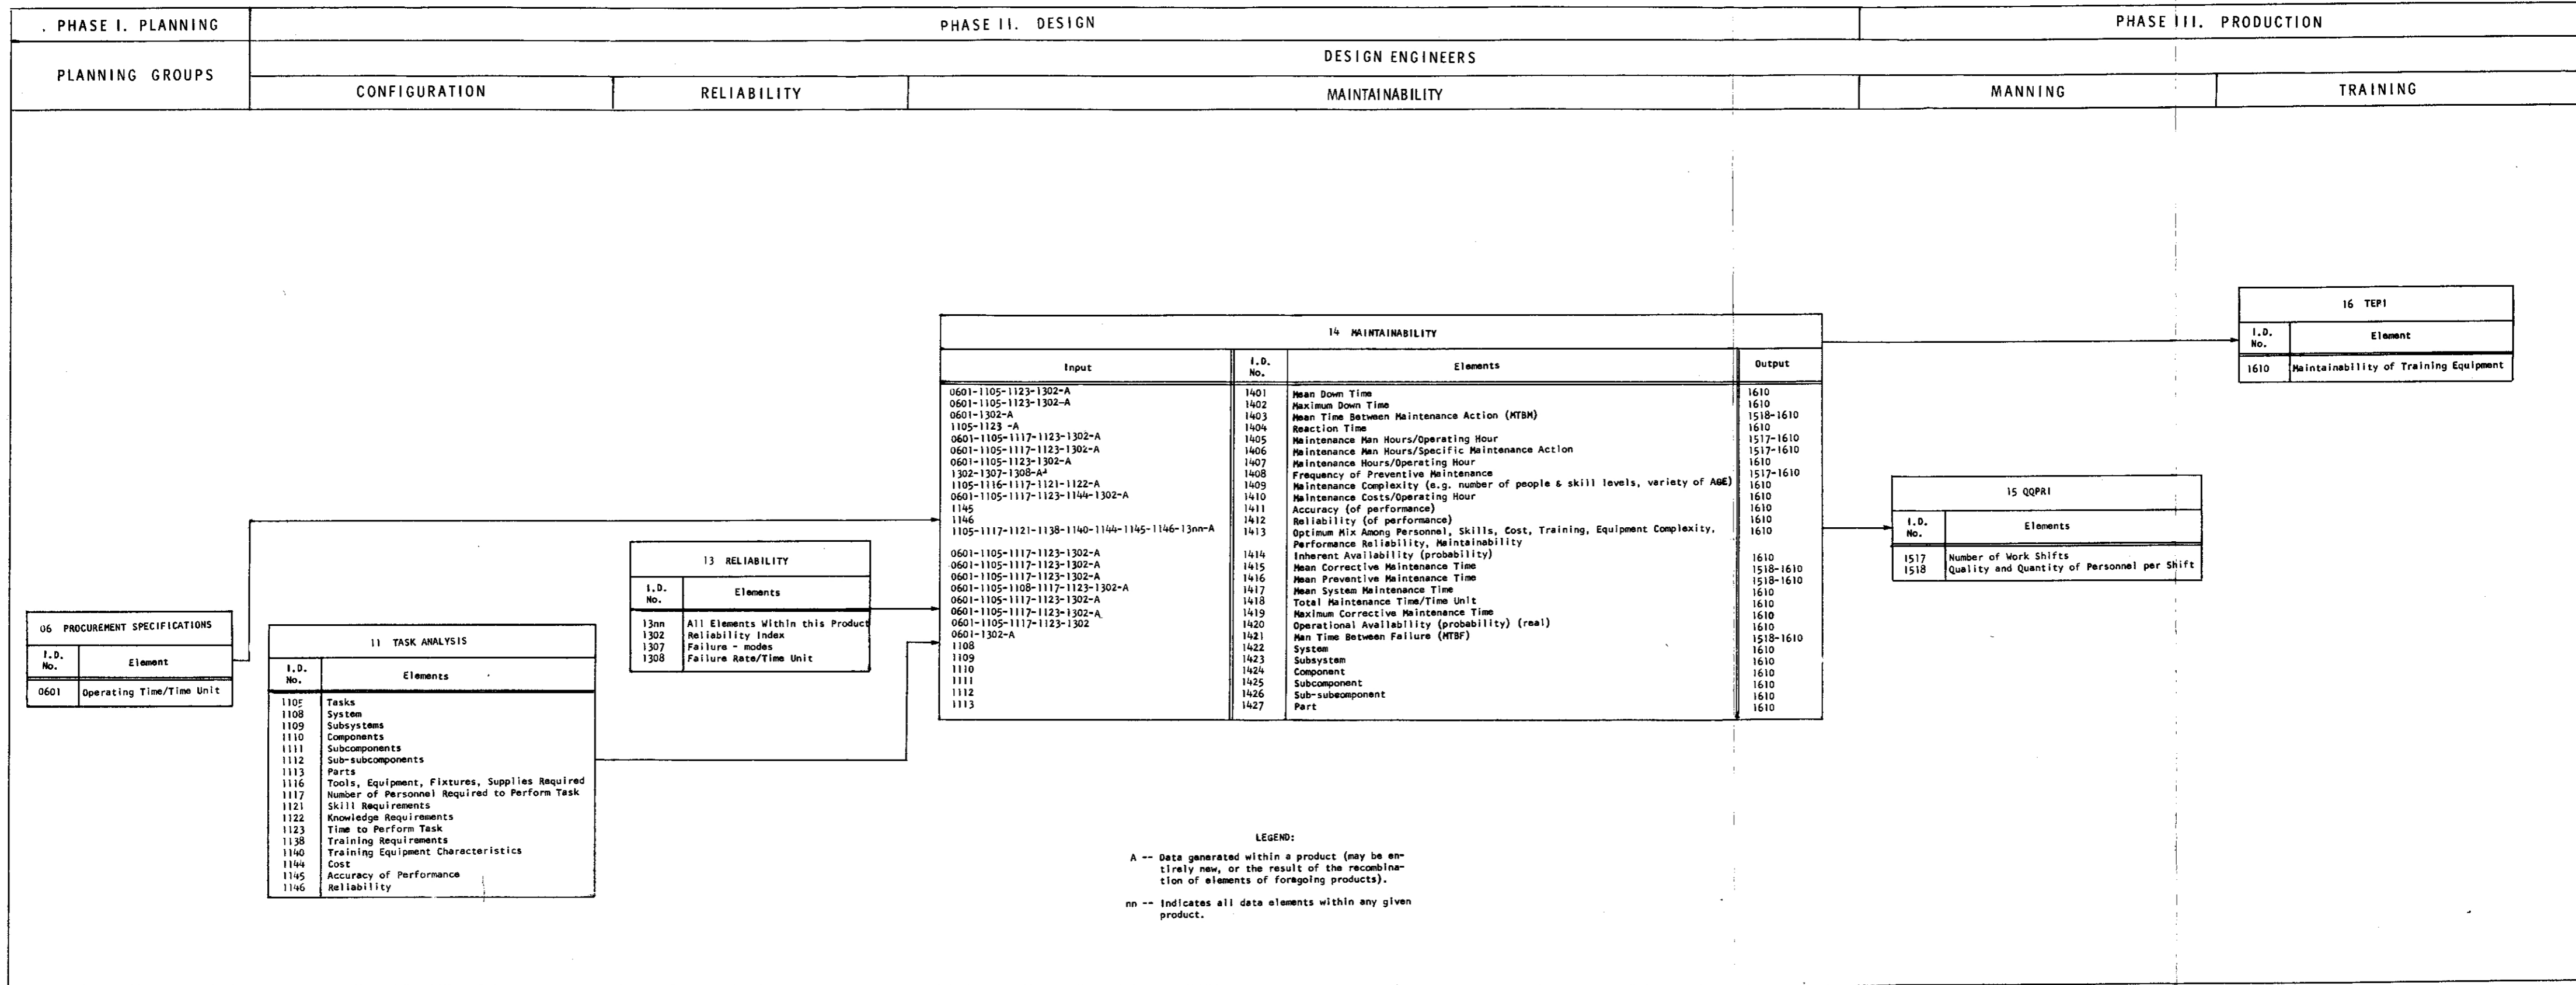 PHASE I. PLANNING
PHASE II. DESIGN
PHASE III. PRODUCTION
PLANNING GROUPS
DESIGN ENGINEERS
CONFIGURATION
RELIABILITY
MAINTAINABILITY
MANNING
TRAINING
06 PROCUREMENT SPECIFICATIONS
I.D. No. Element
0601 Operating Time/Time Unit
11 TASK ANALYSIS
I.D. No. Elements
1105 Tasks
1108 System
1109 Subsystems
1110 Components
1111 Subcomponents
1112 Sub-subcomponents
1113 Parts
1116 Tools, Equipment, Fixtures, Supplies Required
1117 Number of Personnel Required to Perform Task
1121 Skill Requirements
1122 Knowledge Requirements
1123 Time to Perform Task
1138 Training Requirements
1140 Training Equipment Characteristics
1144 Cost
1145 Accuracy of Performance
1146 Reliability
13 RELIABILITY
I.D. No. Elements
13nn All Elements Within this Product
1302 Reliability Index
1307 Failure - modes
1308 Failure Rate/Time Unit
14 MAINTAINABILITY
Input I.D. No. Elements Output
0601-1105-1123-1302-A 1401 Mean Down Time 1610
0601-1105-1123-1302-A 1402 Maximum Down Time 1610
0601-1302-A 1403 Mean Time Between Maintenance Action (MTBM) 1518-1610
1105-1123 -A 1404 Reaction Time 1610
0601-1105-1117-1123-1302-A 1405 Maintenance Man Hours/Operating Hour 1517-1610
0601-1105-1117-1123-1302-A 1406 Maintenance Man Hours/Specific Maintenance Action 1517-1610
0601-1105-1123-1302-A 1407 Maintenance Hours/Operating Hour 1610
1302-1307-1308-A 1408 Frequency of Preventive Maintenance 1517-1610
1105-1116-1117-1121-1122-A 1409 Maintenance Complexity (e.g. number of people & skill levels, variety of AGE) 1610
0601-1105-1117-1123-1144-1302-A 1410 Maintenance Costs/Operating Hour 1610
1145 1411 Accuracy (of performance) 1610
1146 1412 Reliability (of performance) 1610
1105-1117-1121-1138-1140-1144-1145-1146-13nn-A 1413 Optimum Mix Among Personnel, Skills, Cost, Training, Equipment Complexity, 1610
Performance Reliability, Maintainability
0601-1105-1117-1123-1302-A 1414 Inherent Availability (probability) 1610
0601-1105-1117-1123-1302-A 1415 Mean Corrective Maintenance Time 1518-1610
0601-1105-1117-1123-1302-A 1416 Mean Preventive Maintenance Time 1518-1610
0601-1105-1108-1117-1123-1302-A 1417 Mean System Maintenance Time 1610
0601-1105-1117-1123-1302-A 1418 Total Maintenance Time/Time Unit 1610
0601-1105-1117-1123-1302-A 1419 Maximum Corrective Maintenance Time 1610
0601-1105-1117-1123-1302 1420 Operational Availability (probability) (real) 1610
0601-1302-A 1421 Man Time Between Failure (MTBF) 1518-1610
1108 1422 System 1610
1109 1423 Subsystem 1610
1110 1424 Component 1610
1111 1425 Subcomponent 1610
1112 1426 Sub-subcomponent 1610
1113 1427 Part 1610
15 QQPRI
I.D. No. Elements
1517 Number of Work Shifts
1518 Quality and Quantity of Personnel per Shift
16 TEPI
I.D. No. Element
1610 Maintainability of Training Equipment
LEGEND:
A -- Data generated within a product (may be en-
tirely new, or the result of the recombina-
tion of elements of foregoing products).
nn -- Indicates all data elements within any given
product.